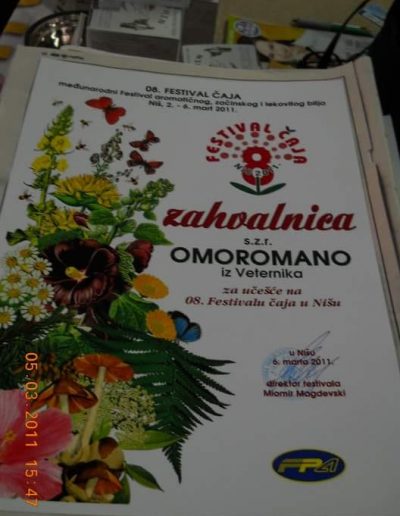 08. FESTIVAL ČAJA
međunarodni Festival aromatičnog, začinskog i lekovitog bilja
Niš, 2. - 6. mart 2011.
FESTIVAL ČAJA
zahvalnica
s.z.r.
OMOROMANO
iz Veternika
za učešće na
08. Festivalu čaja u Nišu
u Nišu
6. marta 2011.
direktor festivala
Miomir Magdevski
05 03 2011 15:47